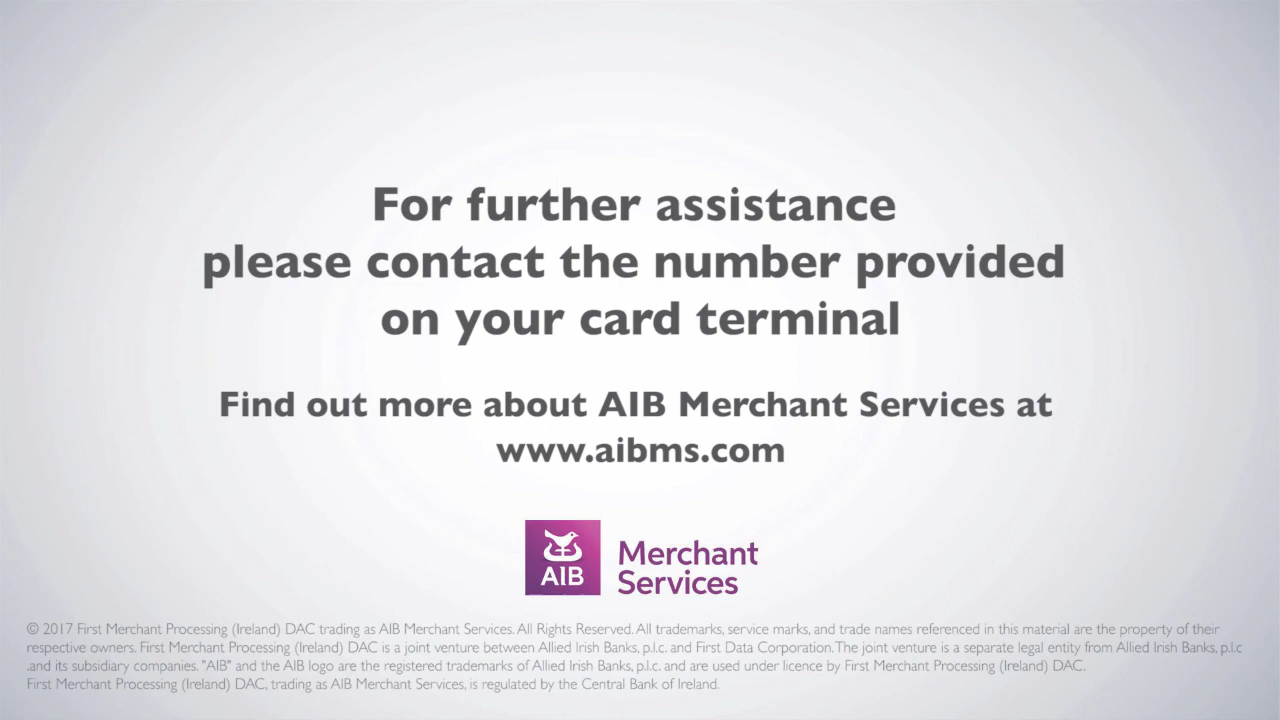 For further assistance
please contact the number provided
on your card terminal
Find out more about AIB Merchant Services at
www.aibms.com
AIB
Merchant
Services
© 2017 First Merchant Processing (Ireland) DAC trading as AIB Merchant Services. All Rights Reserved. All trademarks, service marks, and trade names referenced in this material are the property of their
respective owners. First Merchant Processing (Ireland) DAC is a joint venture between Allied Irish Banks, p.l.c. and First Data Corporation. The joint venture is a separate legal entity from Allied Irish Banks, p.l.c
.and its subsidiary companies. "AIB" and the AIB logo are the registered trademarks of Allied Irish Banks, p.l.c. and are used under licence by First Merchant Processing (Ireland) DAC.
First Merchant Processing (Ireland) DAC, trading as AIB Merchant Services, is regulated by the Central Bank of Ireland.